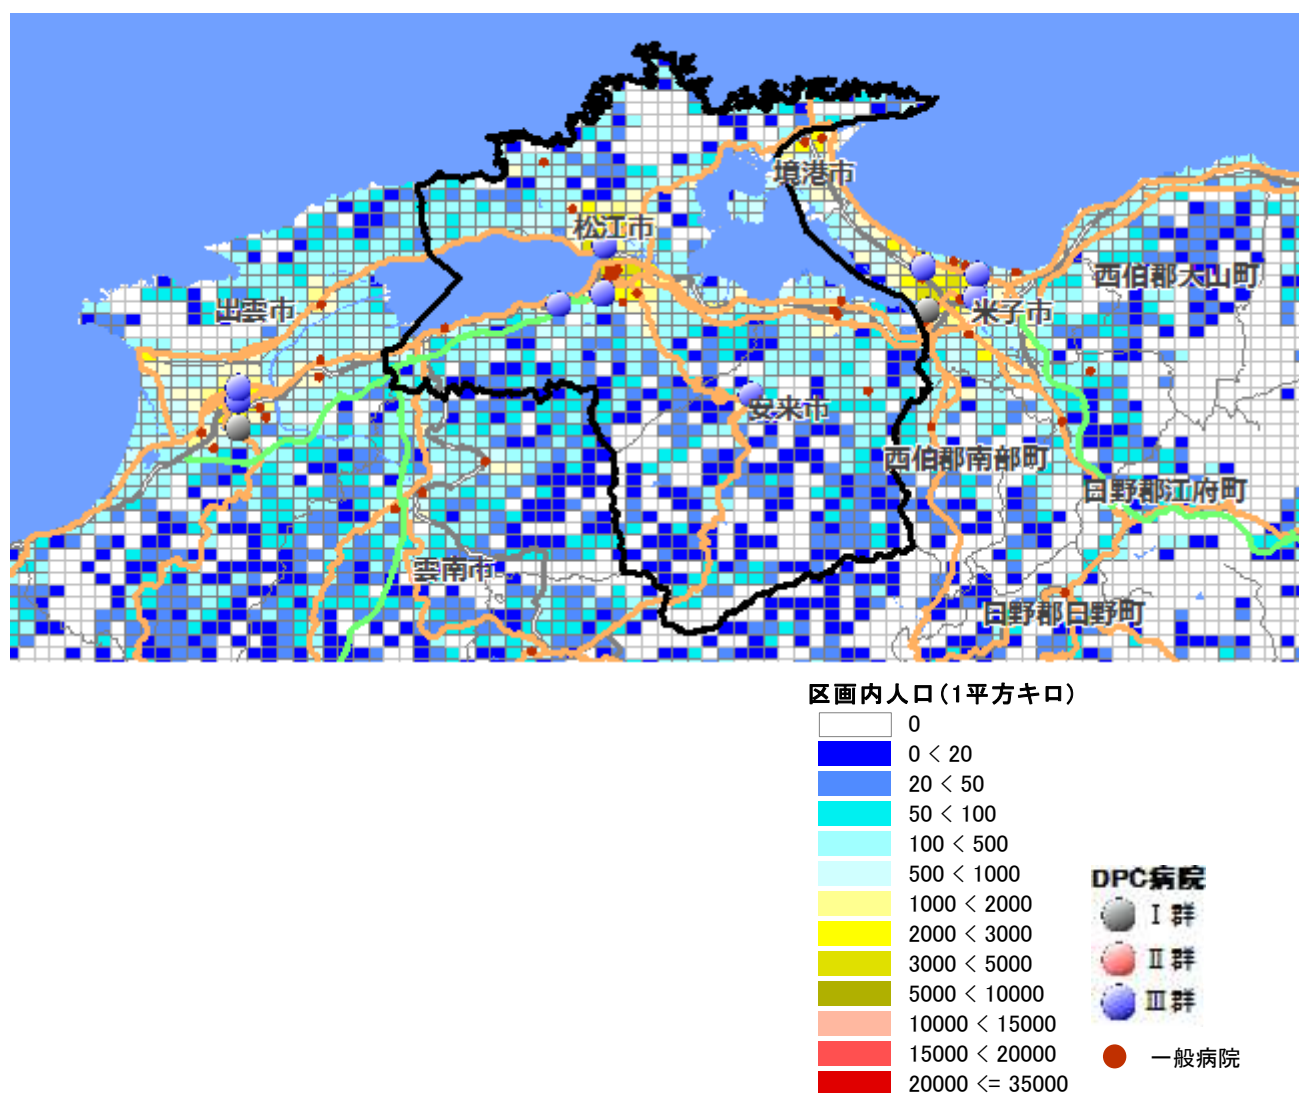 境港市
松江市
西伯郡大山町
出雲市
米子市
安来市
西伯郡南部町
日野郡江府町
雲南市
日野郡日野町
区画内人口(1平方キロ)
0
0 < 20
20 < 50
50 < 100
100 < 500
500 < 1000
1000 < 2000
2000 < 3000
3000 < 5000
5000 < 10000
10000 < 15000
15000 < 20000
20000 <= 35000
DPC病院
Ⅰ群
Ⅱ群
Ⅲ群
一般病院